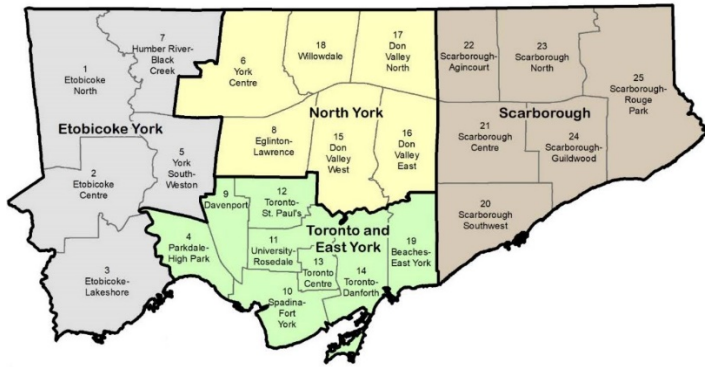 7
Humber River-
Black
Creek
1
Etobicoke
North
Etobicoke York
5
York
South-
Weston
2
Etobicoke
Centre
3
Etobicoke-
Lakeshore
6
York
Centre
18
Willowdale
17
Don
Valley
North
North York
8
Eglinton-
Lawrence
15
Don
Valley
West
16
Don
Valley
East
22
Scarborough-
Agincourt
23
Scarborough
North
25
Scarborough-
Rouge
Park
Scarborough
21
Scarborough
Centre
24
Scarborough-
Guildwood
20
Scarborough
Southwest
9
Davenport
12
Toronto-
St. Paul's
Toronto and
East York
4
Parkdale-
High Park
11
University-
Rosedale
13
Toronto
Centre
19
Beaches-
East York
10
Spadina-
Fort
York
14
Toronto-
Danforth